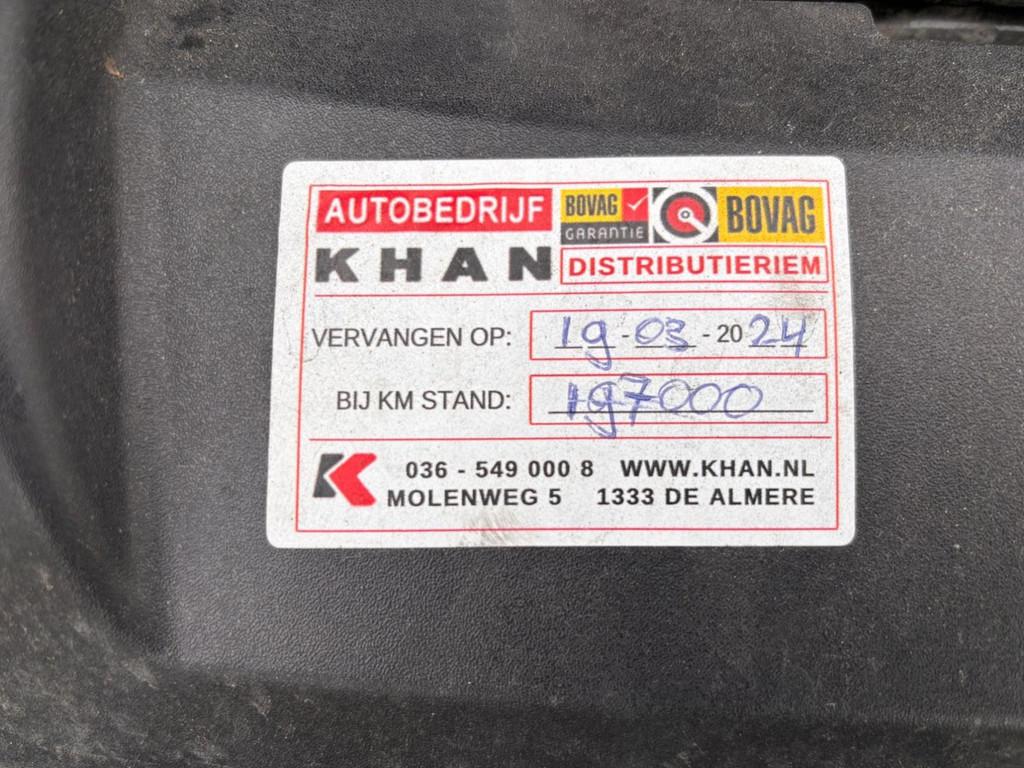 AUTOBEDRIJF BOVAG GARANTIE BOVAG
KHAN DISTRIBUTIERIEM
VERVANGEN OP: 19-03-2024
BIJ KM STAND: 197000
036 - 549 000 8 WWW.KHAN.NL
MOLENWEG 5 1333 DE ALMERE